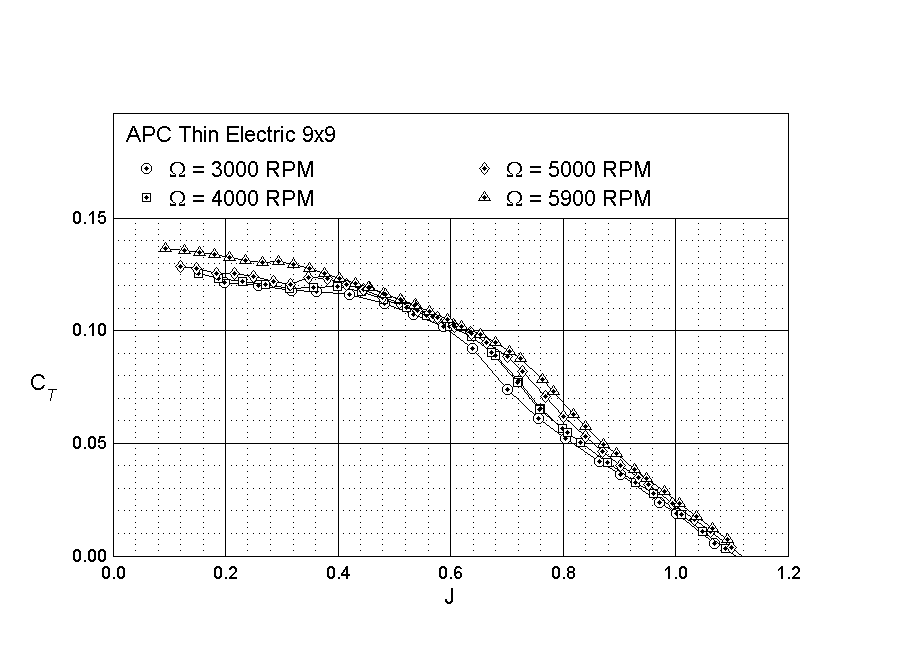 APC Thin Electric 9x9
Ω = 3000 RPM
Ω = 5000 RPM
Ω = 4000 RPM
Ω = 5900 RPM
0.15
0.10
C_T
0.05
0.00
0.0 0.2 0.4 0.6 0.8 1.0 1.2
J